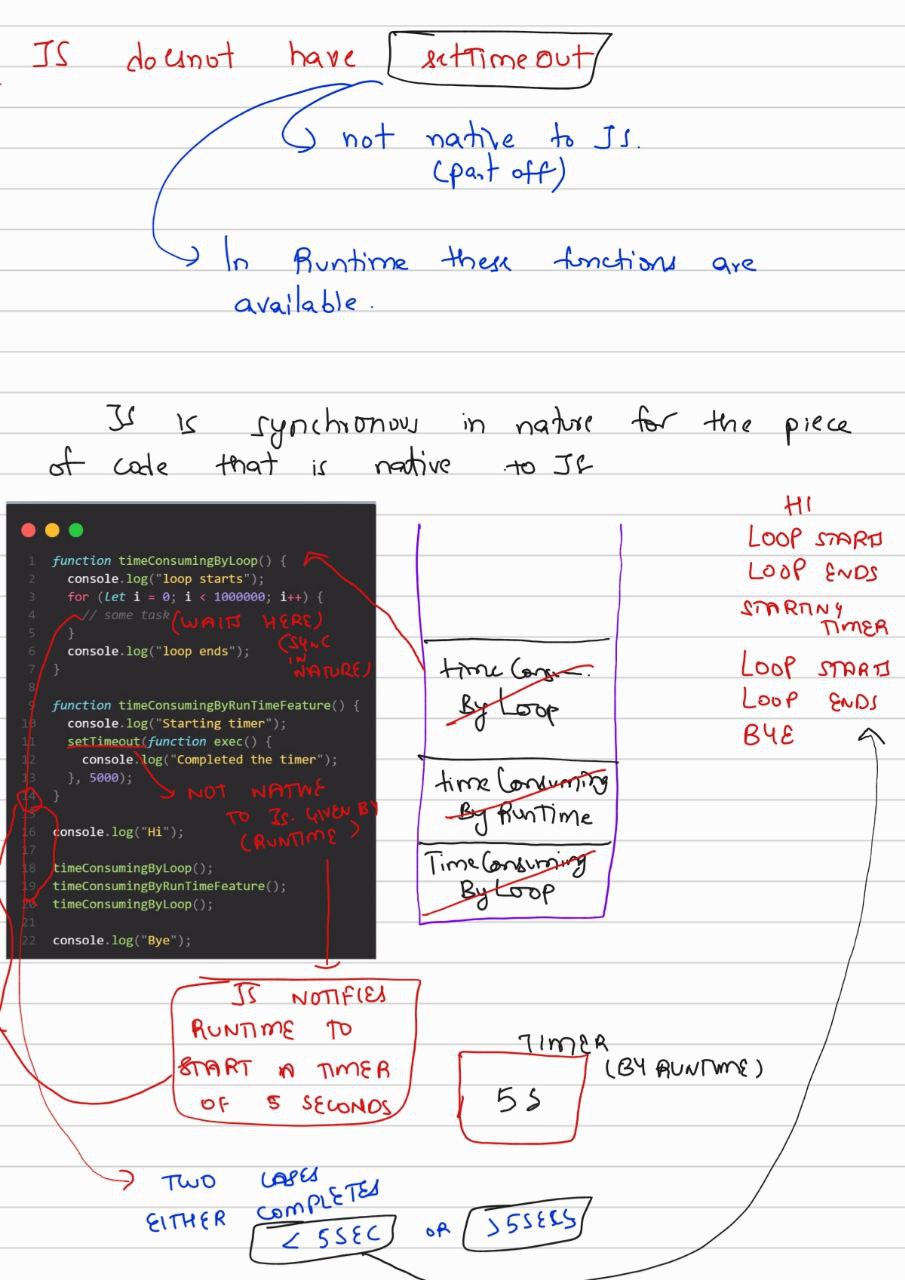 JS doesnot have setTimeout
not native to JS.
(part off)
In Runtime these functions are
available.
JS is synchronous in nature for the piece
of code that is native to JS
1 function timeConsumingByLoop() {
2 console.log("loop starts");
3 for (let i = 0; i < 1000000; i++) {
4 // some task
5 }
6 console.log("loop ends");
7 }
8
9 function timeConsumingByRunTimeFeature() {
10 console.log("Starting timer");
11 setTimeout(function exec() {
12 console.log("Completed the timer");
13 }, 5000);
14 }
15
16 console.log("Hi");
17
18 timeConsumingByLoop();
19 timeConsumingByRunTimeFeature();
20 timeConsumingByLoop();
21
22 console.log("Bye");
(WAITS HERE)
(SYNC
IN
NATURE)
NOT NATIVE
TO JS. GIVEN BY
(RUNTIME)
time Consu-.
By Loop
time Consuming
By Runtime
Time Consuming
By Loop
HI
LOOP STARTS
LOOP ENDS
STARTING
TIMER
LOOP STARTS
LOOP ENDS
BYE
JS NOTIFIES
RUNTIME TO
START A TIMER
OF 5 SECONDS
TIMER
(BY RUNTIME)
5S
TWO CASES
EITHER COMPLETES
< 5SEC OR >5SECS